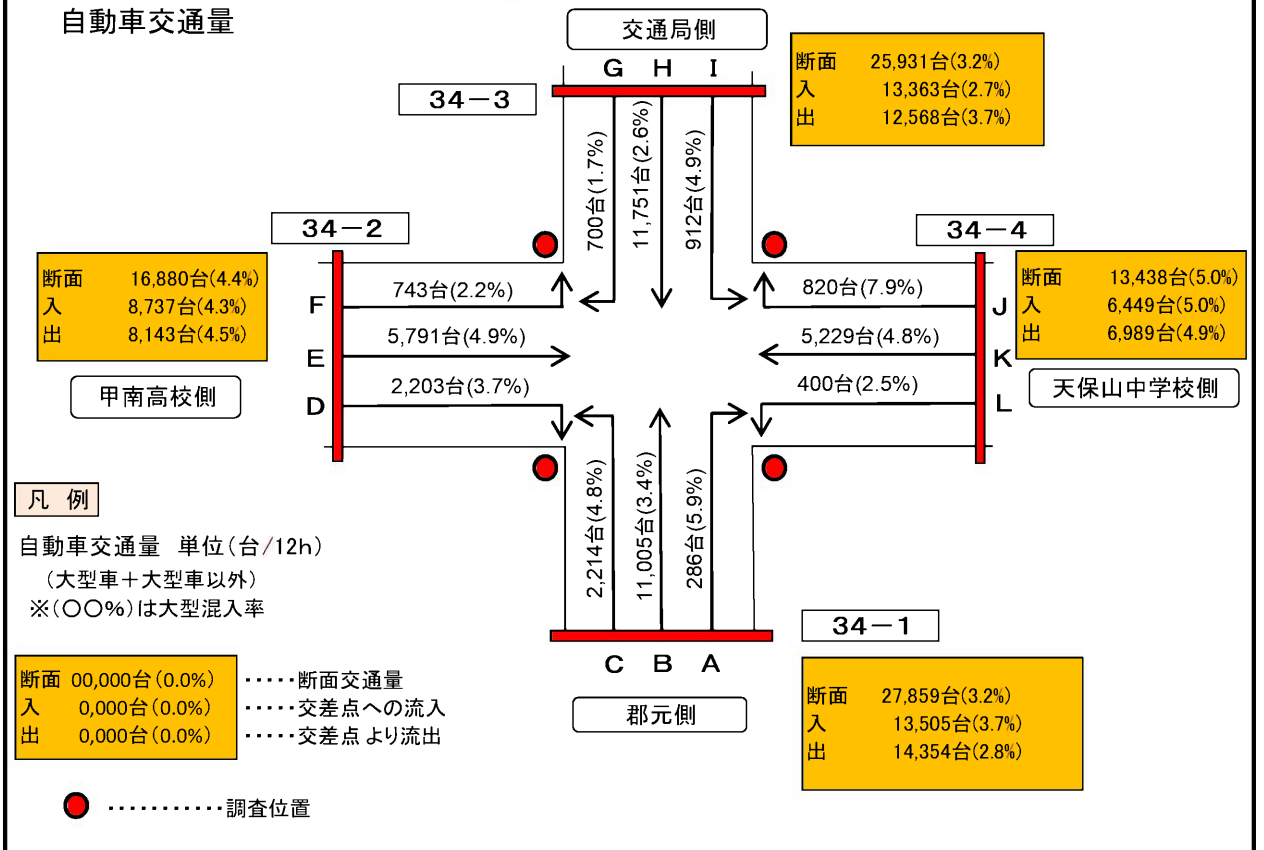 自動車交通量
交通局側
G H I
34－3
断面 25,931台(3.2%)
入 13,363台(2.7%)
出 12,568台(3.7%)
700台(1.7%)
11,751台(2.6%)
912台(4.9%)
34－2
断面 16,880台(4.4%)
入 8,737台(4.3%)
出 8,143台(4.5%)
甲南高校側
F
E
D
743台(2.2%)
5,791台(4.9%)
2,203台(3.7%)
34－4
820台(7.9%)
5,229台(4.8%)
400台(2.5%)
J
K
L
断面 13,438台(5.0%)
入 6,449台(5.0%)
出 6,989台(4.9%)
天保山中学校側
2,214台(4.8%)
11,005台(3.4%)
286台(5.9%)
C B A
郡元側
34－1
断面 27,859台(3.2%)
入 13,505台(3.7%)
出 14,354台(2.8%)
凡 例
自動車交通量 単位(台/12h)
(大型車＋大型車以外)
※(○○%)は大型混入率
断面 00,000台(0.0%) ・・・・・断面交通量
入 0,000台(0.0%) ・・・・・交差点への流入
出 0,000台(0.0%) ・・・・・交差点より流出
・・・・・・・・・・・調査位置